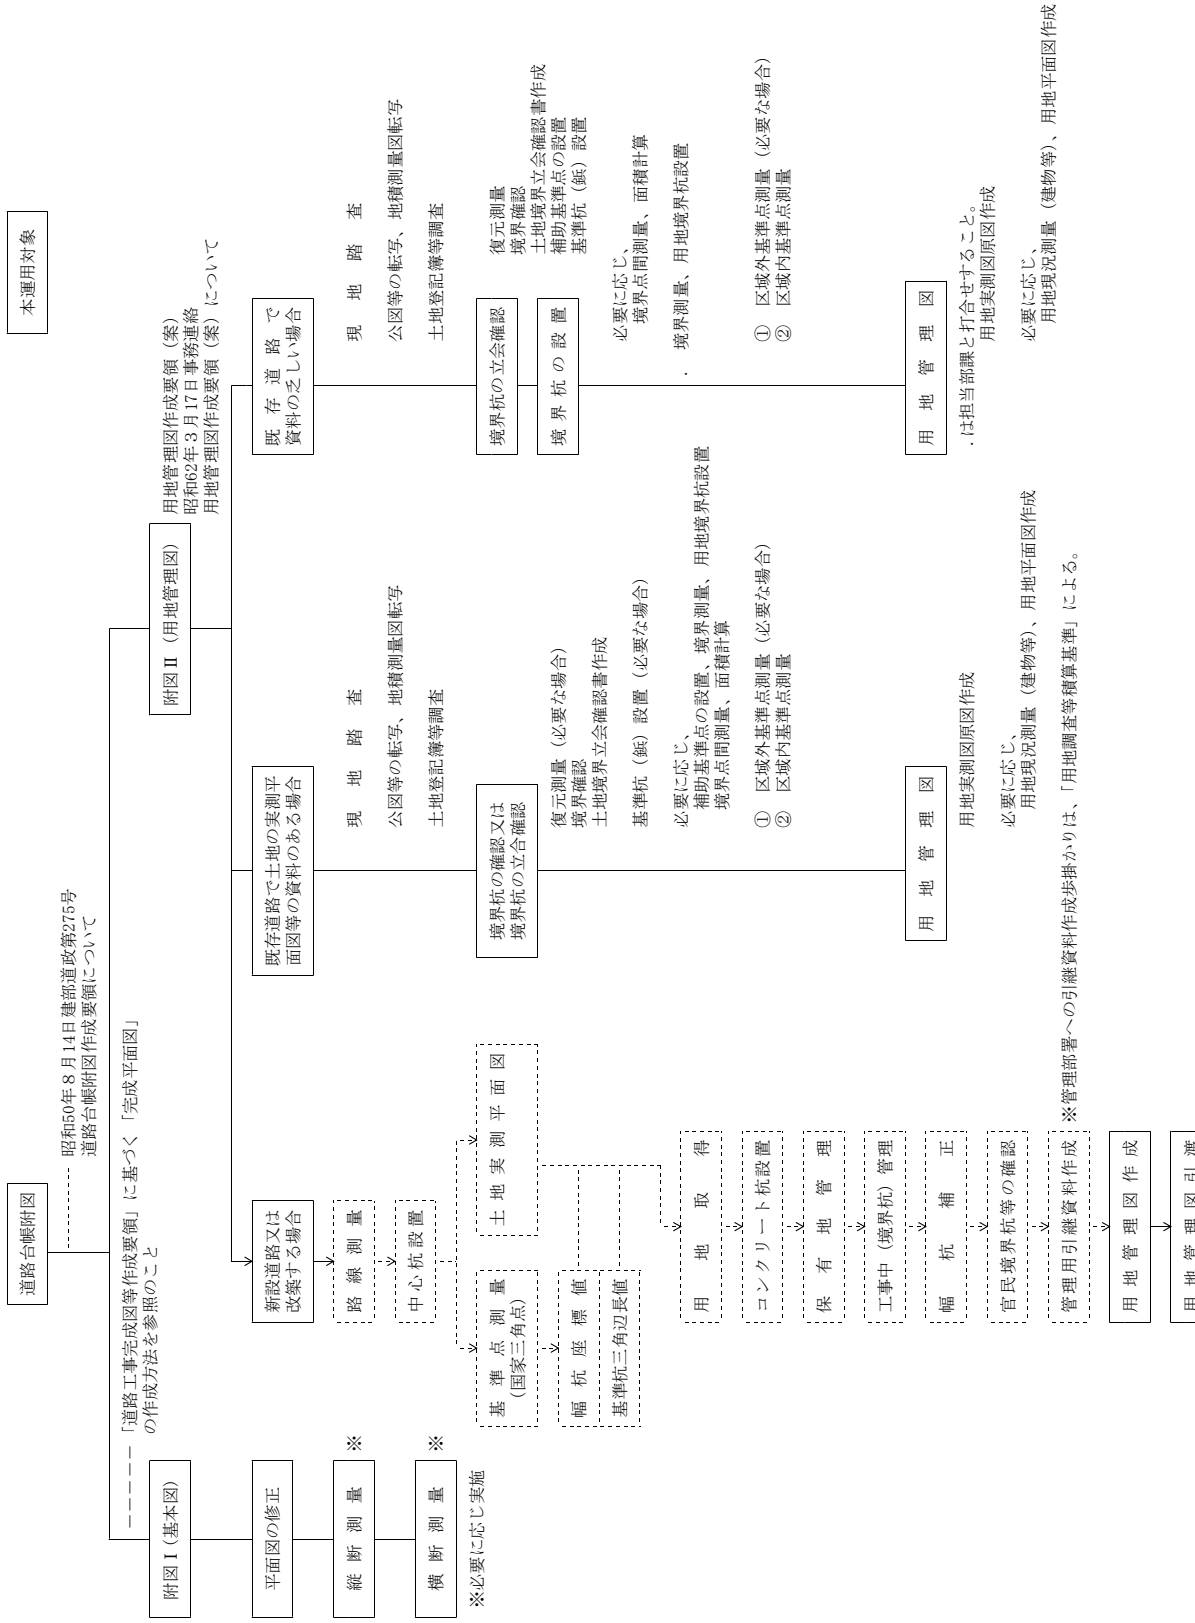 本運用対象
道路台帳附図
昭和50年８月14日建部道政第275号
道路台帳附図作成要領について
「道路工事完成図等作成要領」に基づく「完成平面図」
の作成方法を参照のこと
附図Ⅰ(基本図)
平面図の修正
縦断測量
※
横断測量
※
※必要に応じ実施
附図Ⅱ（用地管理図）
用地管理図作成要領（案）
昭和62年３月17日事務連絡
用地管理図作成要領（案）について
新設道路又は
改築する場合
路線測量
中心杭設置
基準点測量
（国家三角点）
土地実測平面図
幅杭座標値
基準杭三角辺長値
用地取得
コンクリート杭設置
保有地管理
工事中（境界杭）管理
幅杭補正
官民境界杭等の確認
管理用引継資料作成
※管理部署への引継資料作成歩掛かりは、「用地調査等積算基準」による。
用地管理図作成
用地管理図引渡
既存道路で土地の実測平
面図等の資料のある場合
現地踏査
公図等の転写、地積測量図転写
土地登記簿等調査
境界杭の確認又は
境界杭の立合確認
復元測量（必要な場合）
境界確認
土地境界立会確認書作成
基準杭（鋲）設置（必要な場合）
必要に応じ、
補助基準点の設置、境界測量、用地境界杭設置
境界点間測量、面積計算
①　区域外基準点測量（必要な場合）
②　区域内基準点測量
用地管理図
用地実測図原図作成
必要に応じ、
用地現況測量（建物等）、用地平面図作成
既存道路で
資料の乏しい場合
現地踏査
公図等の転写、地積測量図転写
土地登記簿等調査
境界杭の立会確認
復元測量
境界確認
土地境界立会確認書作成
補助基準点の設置
基準杭（鋲）設置
境界杭の設置
必要に応じ、
境界点間測量、面積計算
．境界測量、用地境界杭設置
①　区域外基準点測量（必要な場合）
②　区域内基準点測量
用地管理図
．は担当部課と打合せすること。
用地実測図原図作成
必要に応じ、
用地現況測量（建物等）、用地平面図作成